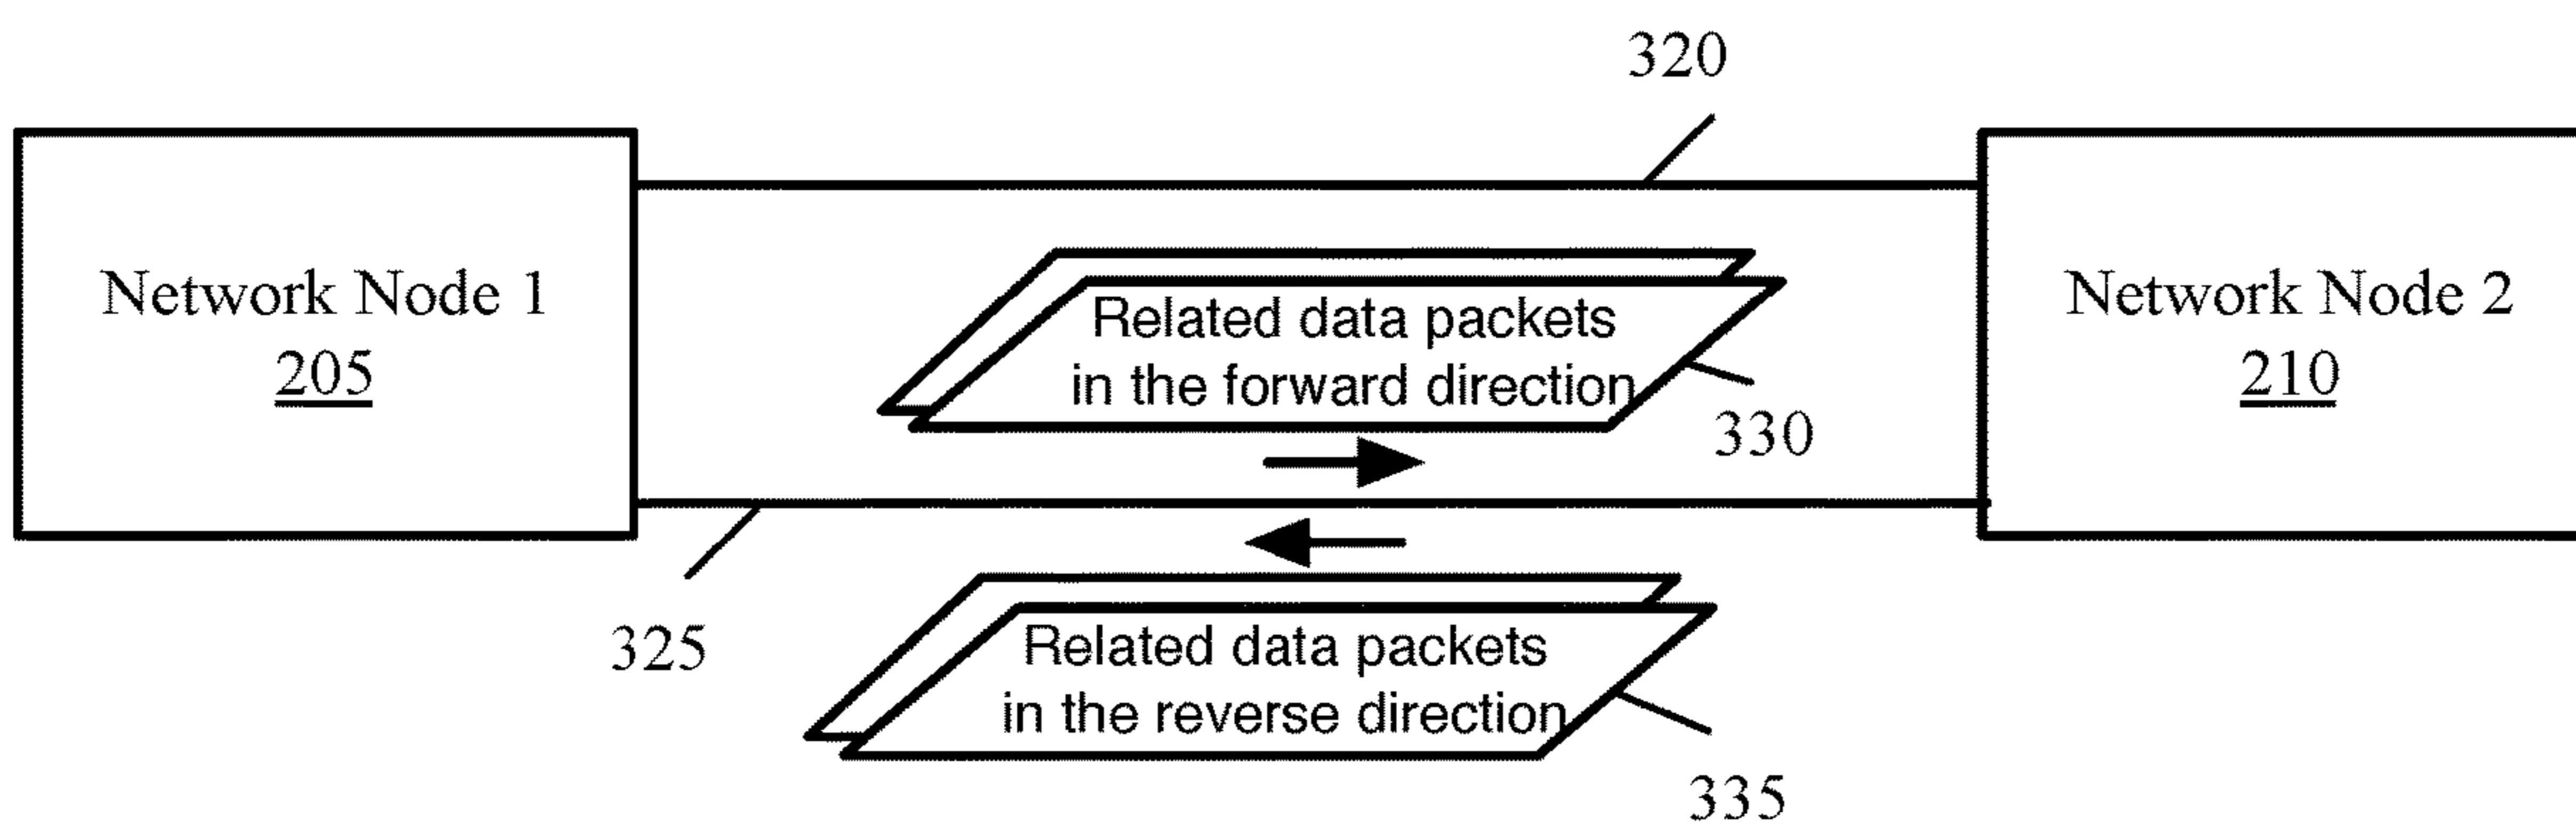 320
Network Node 1
205
Related data packets
in the forward direction
330
Network Node 2
210
325
Related data packets
in the reverse direction
335